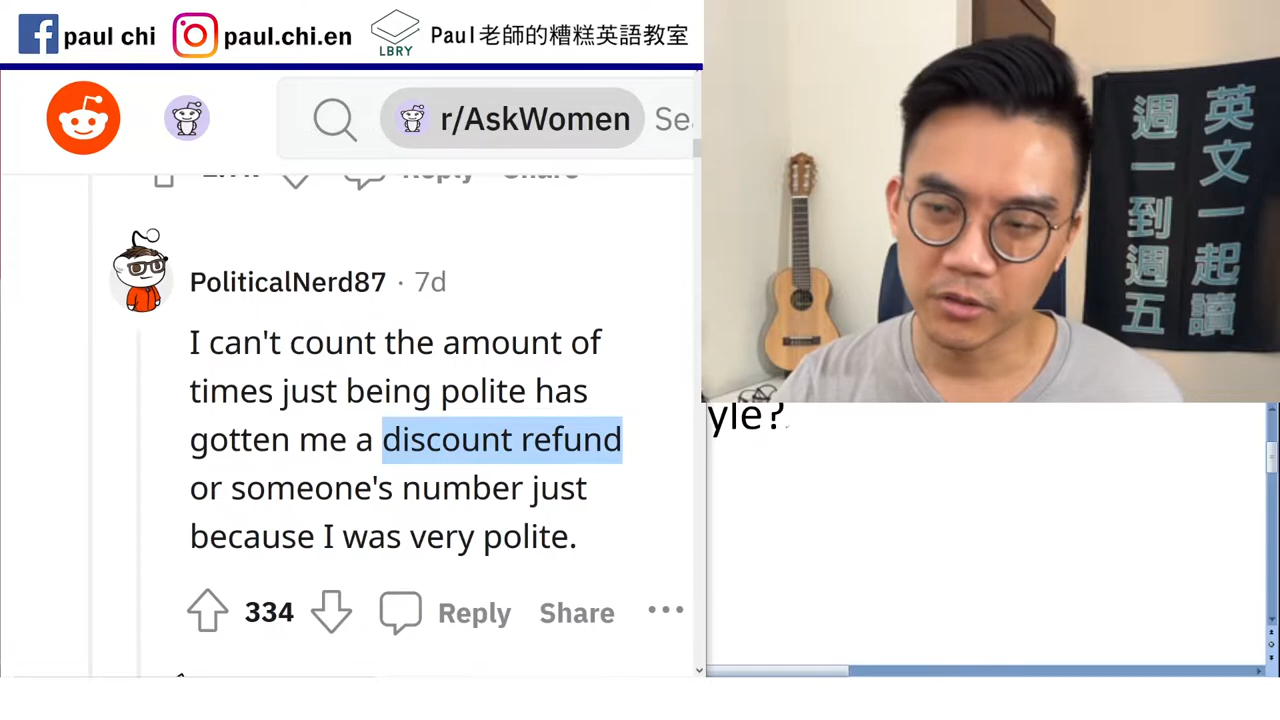 paul chi paul.chi.en LBRY Paul老師的糟糕英語教室
r/AskWomen
Reply Share
PoliticalNerd87 · 7d
I can't count the amount of
times just being polite has
gotten me a discount refund
or someone's number just
because I was very polite.
334 Reply Share
英文一起讀
週一到週五
yle?